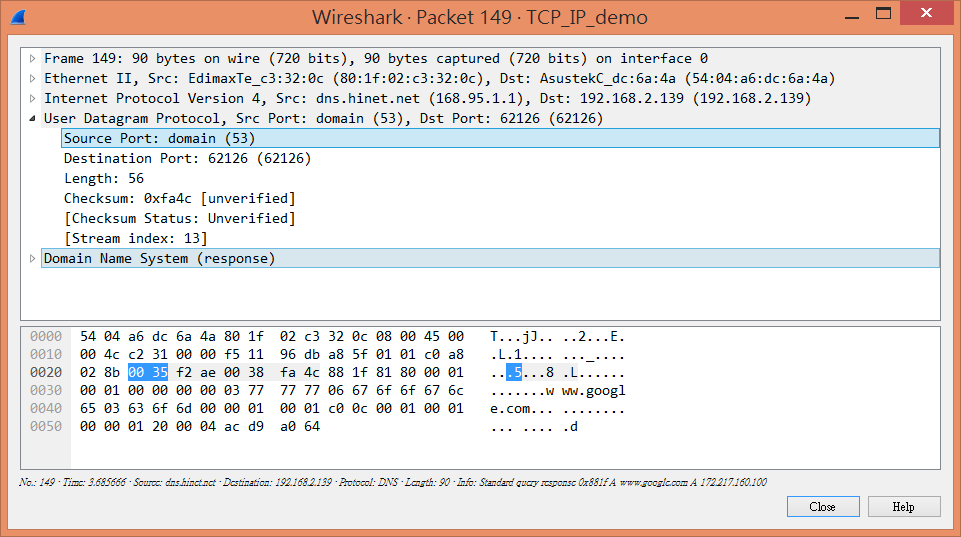 Wireshark · Packet 149 · TCP_IP_demo
Frame 149: 90 bytes on wire (720 bits), 90 bytes captured (720 bits) on interface 0
Ethernet II, Src: EdimaxTe_c3:32:0c (80:1f:02:c3:32:0c), Dst: AsustekC_dc:6a:4a (54:04:a6:dc:6a:4a)
Internet Protocol Version 4, Src: dns.hinet.net (168.95.1.1), Dst: 192.168.2.139 (192.168.2.139)
User Datagram Protocol, Src Port: domain (53), Dst Port: 62126 (62126)
Source Port: domain (53)
Destination Port: 62126 (62126)
Length: 56
Checksum: 0xfa4c [unverified]
[Checksum Status: Unverified]
[Stream index: 13]
Domain Name System (response)
0000 54 04 a6 dc 6a 4a 80 1f 02 c3 32 0c 08 00 45 00 T...jJ.. ..2...E.
0010 00 4c c2 31 00 00 f5 11 96 db a8 5f 01 01 c0 a8 .L.1.... ..._....
0020 02 8b 00 35 f2 ae 00 38 fa 4c 88 1f 81 80 00 01 ...5...8 .L......
0030 00 01 00 00 00 00 03 77 77 77 06 67 6f 6f 67 6c .......w ww.googl
0040 65 03 63 6f 6d 00 00 01 00 01 c0 0c 00 01 00 01 e.com... ........
0050 00 00 01 20 00 04 ac d9 a0 64 ... .... .d
No.: 149 · Time: 3.685666 · Source: dns.hinet.net · Destination: 192.168.2.139 · Protocol: DNS · Length: 90 · Info: Standard query response 0x881f A www.google.com A 172.217.160.100
Close Help